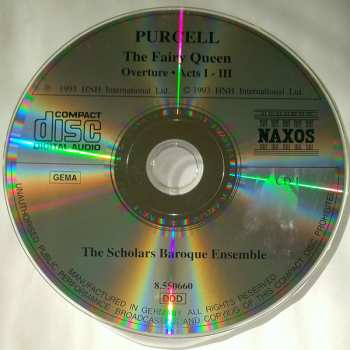 PURCELL
The Fairy Queen
Overture • Acts I - III
℗ 1993 HNH International Ltd. © 1993 HNH International Ltd.
COMPACT
disc
DIGITAL AUDIO
NAXOS
GEMA
CD 1
The Scholars Baroque Ensemble
8.550660
DDD
MANUFACTURED IN GERMANY. ALL RIGHTS RESERVED
UNAUTHORISED PUBLIC PERFORMANCE BROADCASTING AND COPYING OF THIS COMPACT DISC PROHIBITED